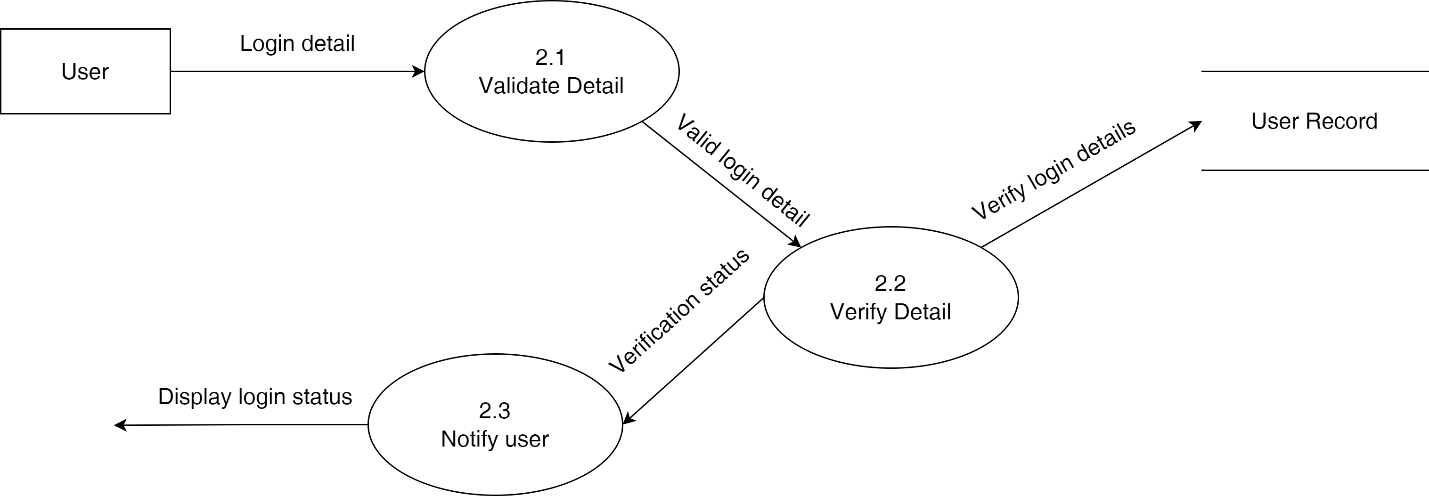 User
Login detail
2.1
Validate Detail
Valid login detail
Verify login details
User Record
2.2
Verify Detail
Verification status
2.3
Notify user
Display login status